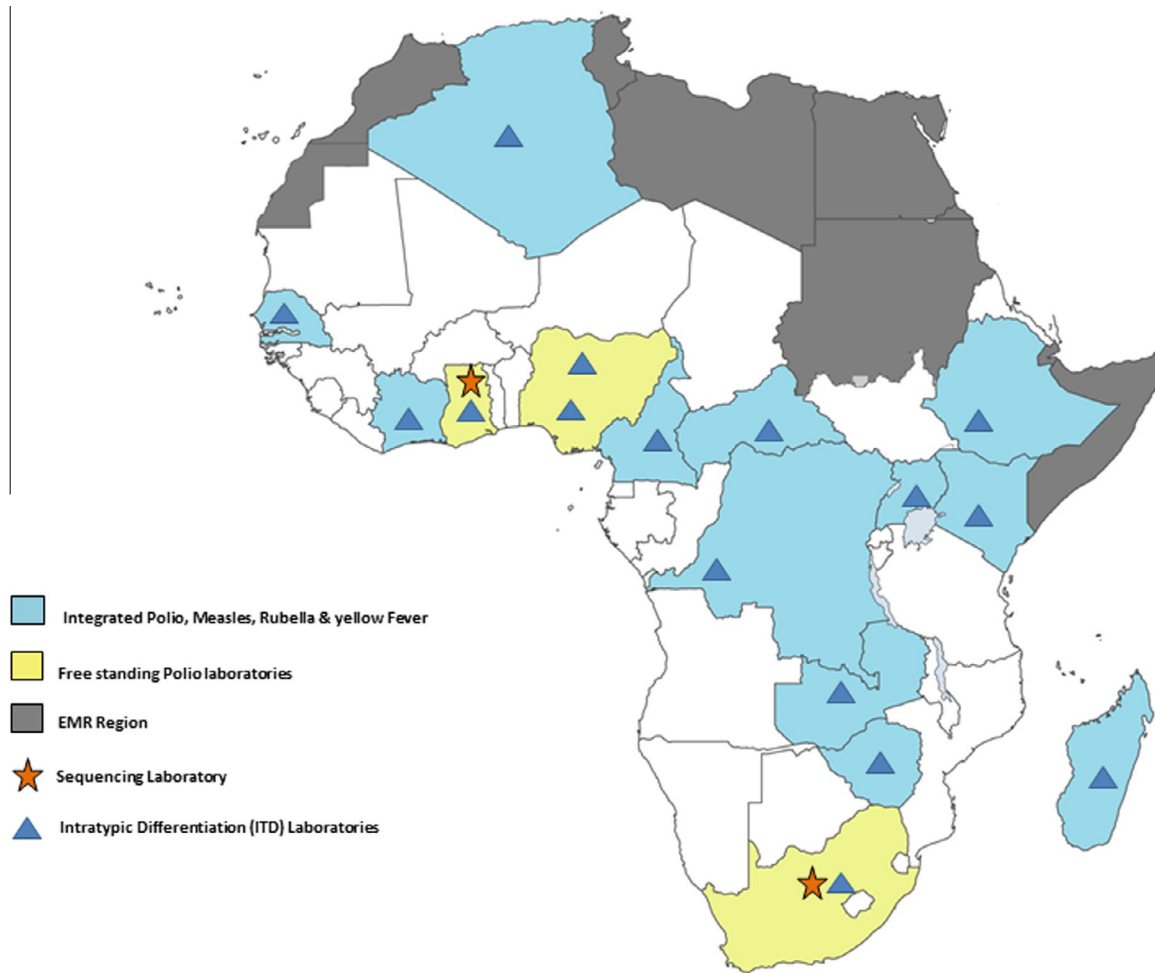 Integrated Polio, Measles, Rubella & yellow Fever
Free standing Polio laboratories
EMR Region
Sequencing Laboratory
Intratypic Differentiation (ITD) Laboratories